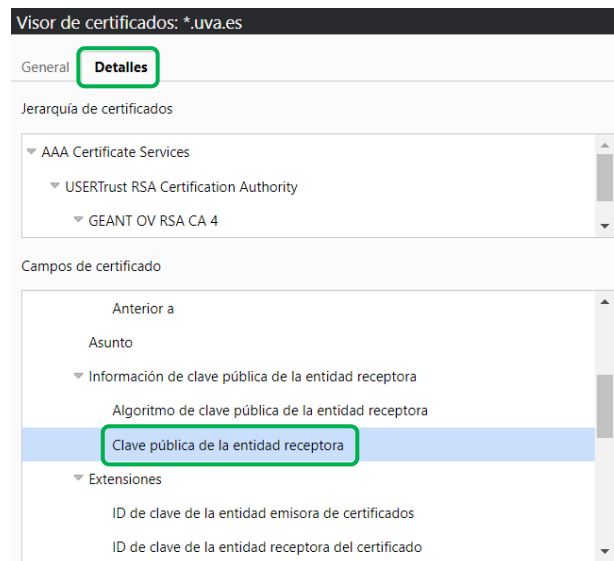 Visor de certificados: *.uva.es
General Detalles
Jerarquía de certificados
AAA Certificate Services
USERTrust RSA Certification Authority
GEANT OV RSA CA 4
Campos de certificado
Anterior a
Asunto
Información de clave pública de la entidad receptora
Algoritmo de clave pública de la entidad receptora
Clave pública de la entidad receptora
Extensiones
ID de clave de la entidad emisora de certificados
ID de clave de la entidad receptora del certificado